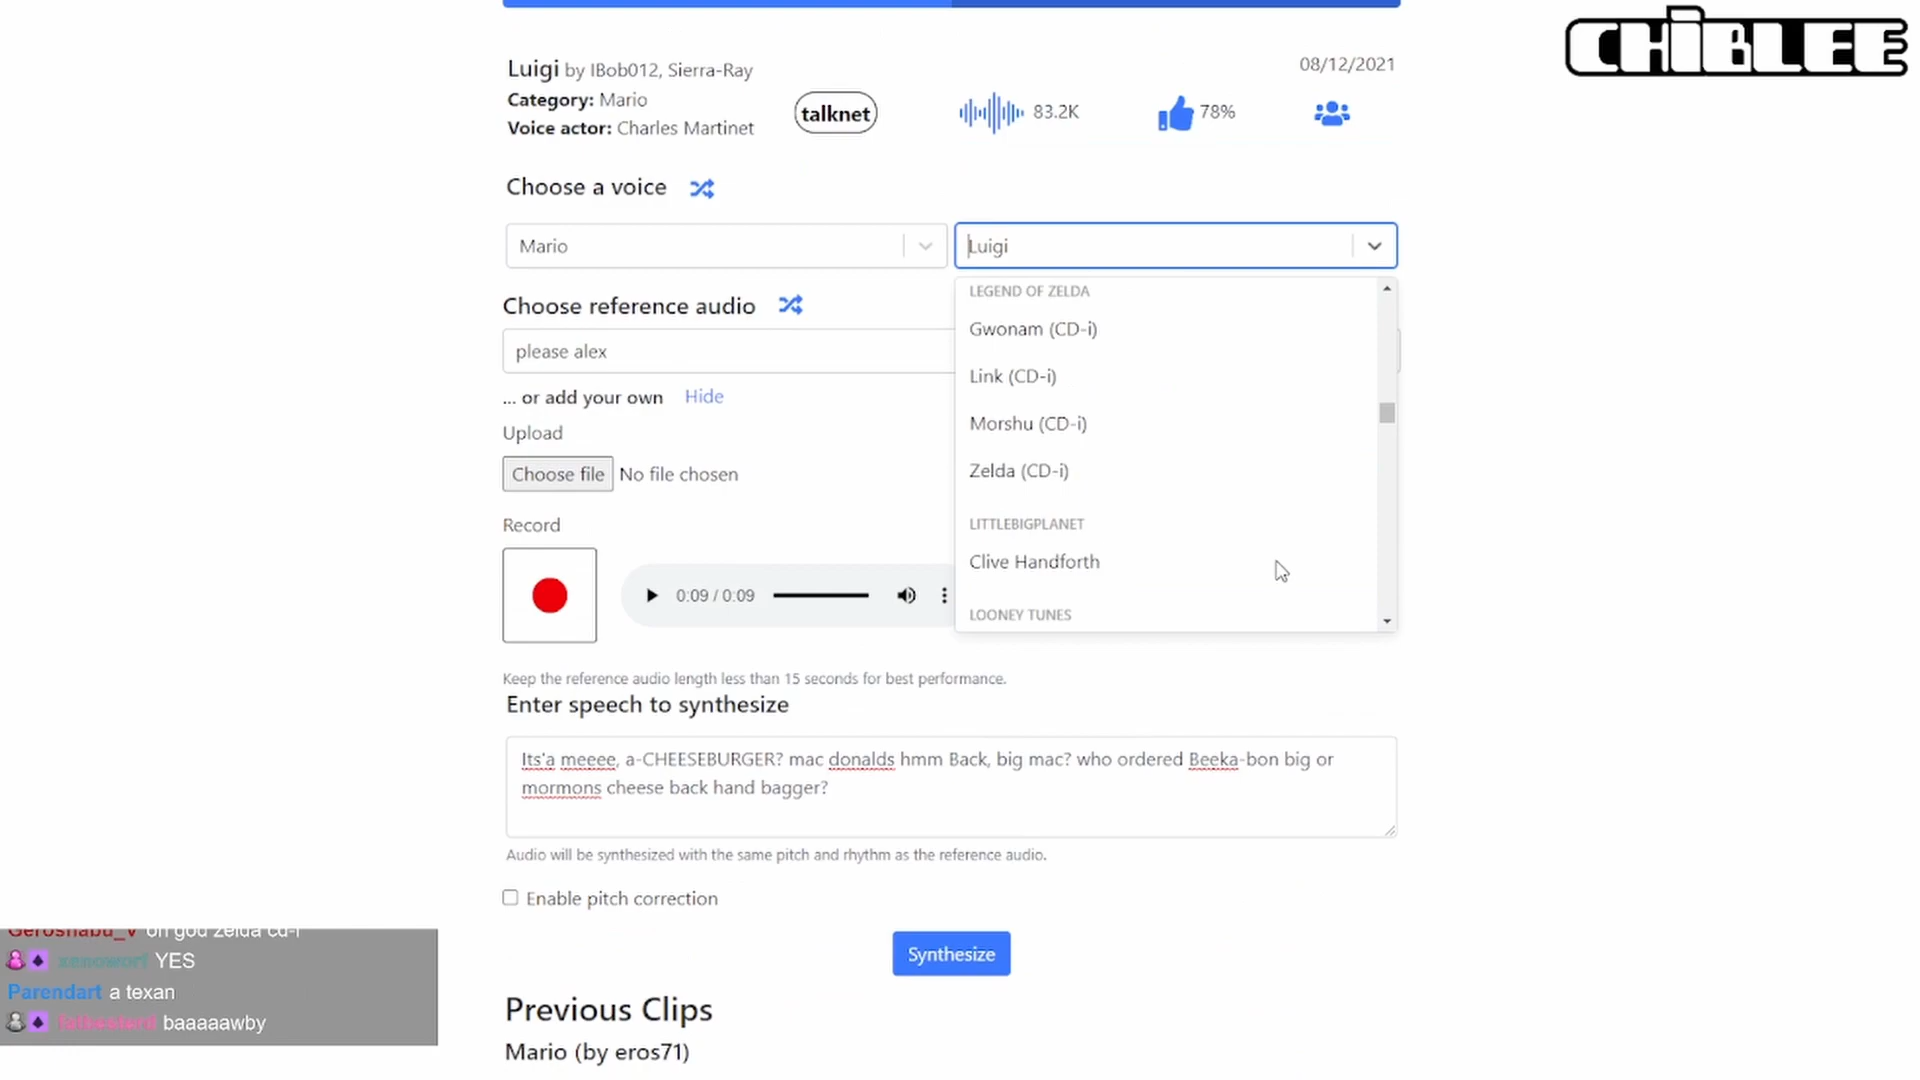 CHiBLEE
Luigi by IBob012, Sierra-Ray
08/12/2021
Category: Mario
Voice actor: Charles Martinet
talknet
83.2K
78%
Choose a voice
Mario
Luigi
LEGEND OF ZELDA
Gwonam (CD-i)
Link (CD-i)
Morshu (CD-i)
Zelda (CD-i)
LITTLEBIGPLANET
Clive Handforth
LOONEY TUNES
Choose reference audio
please alex
... or add your own Hide
Upload
Choose file No file chosen
Record
0:09 / 0:09
Keep the reference audio length less than 15 seconds for best performance.
Enter speech to synthesize
Its'a meeee, a-CHEESEBURGER? mac donalds hmm Back, big mac? who ordered Beeka-bon big or
mormons cheese back hand bagger?
Audio will be synthesized with the same pitch and rhythm as the reference audio.
Enable pitch correction
Synthesize
Previous Clips
Mario (by eros71)
oh god zelda cd-i
xenoworf YES
Parendart a texan
baaaaawby